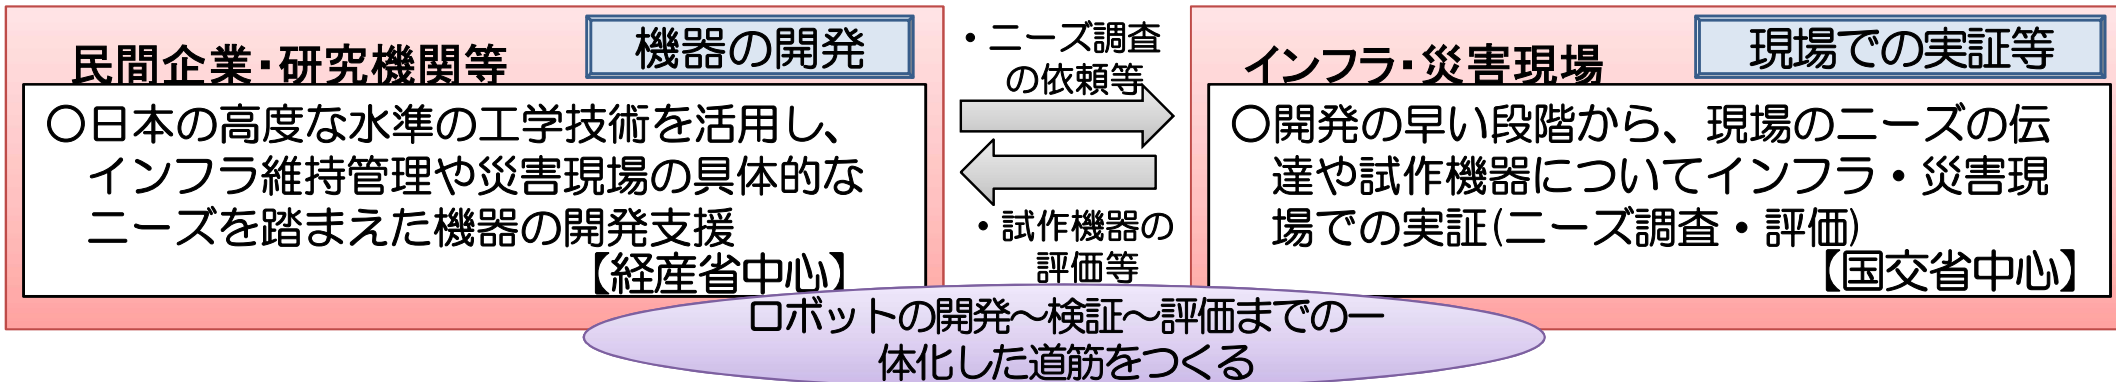 民間企業・研究機関等
機器の開発
〇日本の高度な水準の工学技術を活用し、
インフラ維持管理や災害現場の具体的な
ニーズを踏まえた機器の開発支援
【経産省中心】
・ニーズ調査
の依頼等
・試作機器の
評価等
インフラ・災害現場
現場での実証等
〇開発の早い段階から、現場のニーズの伝
達や試作機器についてインフラ・災害現
場での実証(ニーズ調査・評価)
【国交省中心】
ロボットの開発～検証～評価までの一
体化した道筋をつくる